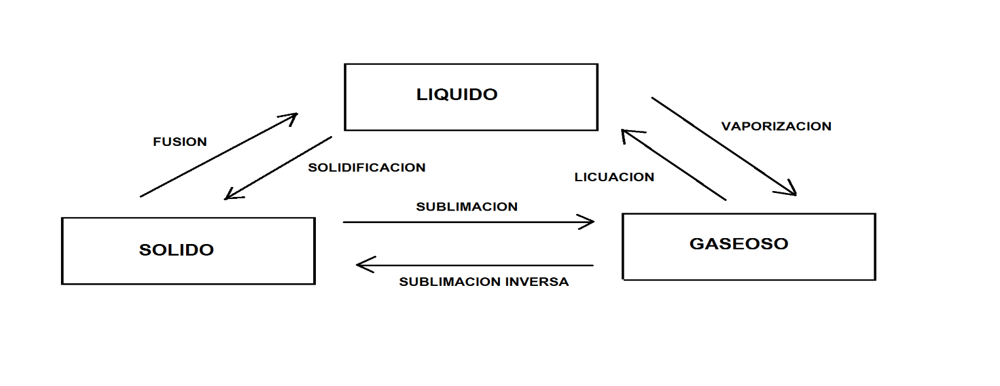 LIQUIDO
VAPORIZACION
FUSION
SOLIDIFICACION
LICUACION
SUBLIMACION
SOLIDO
GASEOSO
SUBLIMACION INVERSA